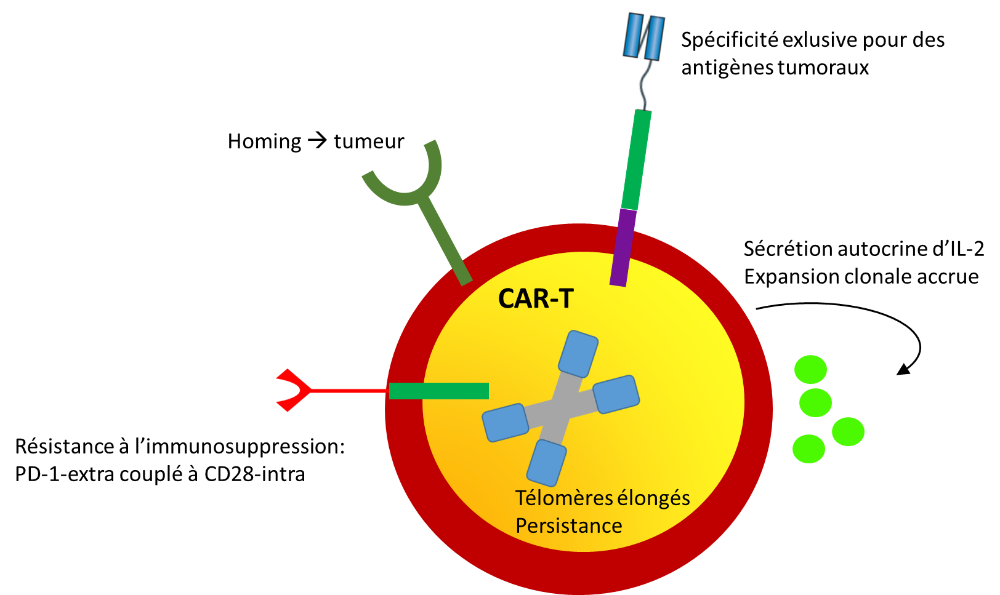 Spécificité exlusive pour des
antigènes tumoraux
Homing → tumeur
Sécrétion autocrine d’IL-2
Expansion clonale accrue
CAR-T
Résistance à l’immunosuppression:
PD-1-extra couplé à CD28-intra
Télomères élongés
Persistance